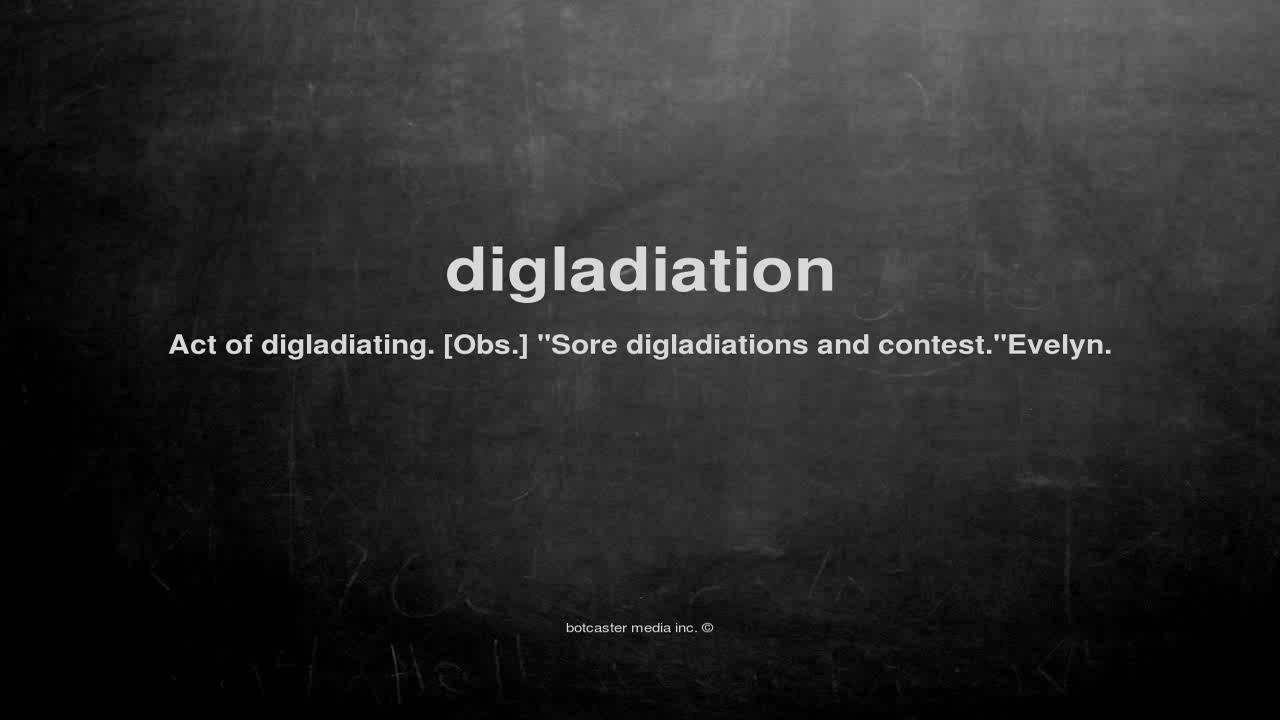 digladiation
Act of digladiating. [Obs.] "Sore digladiations and contest."Evelyn.
botcaster media inc. ©